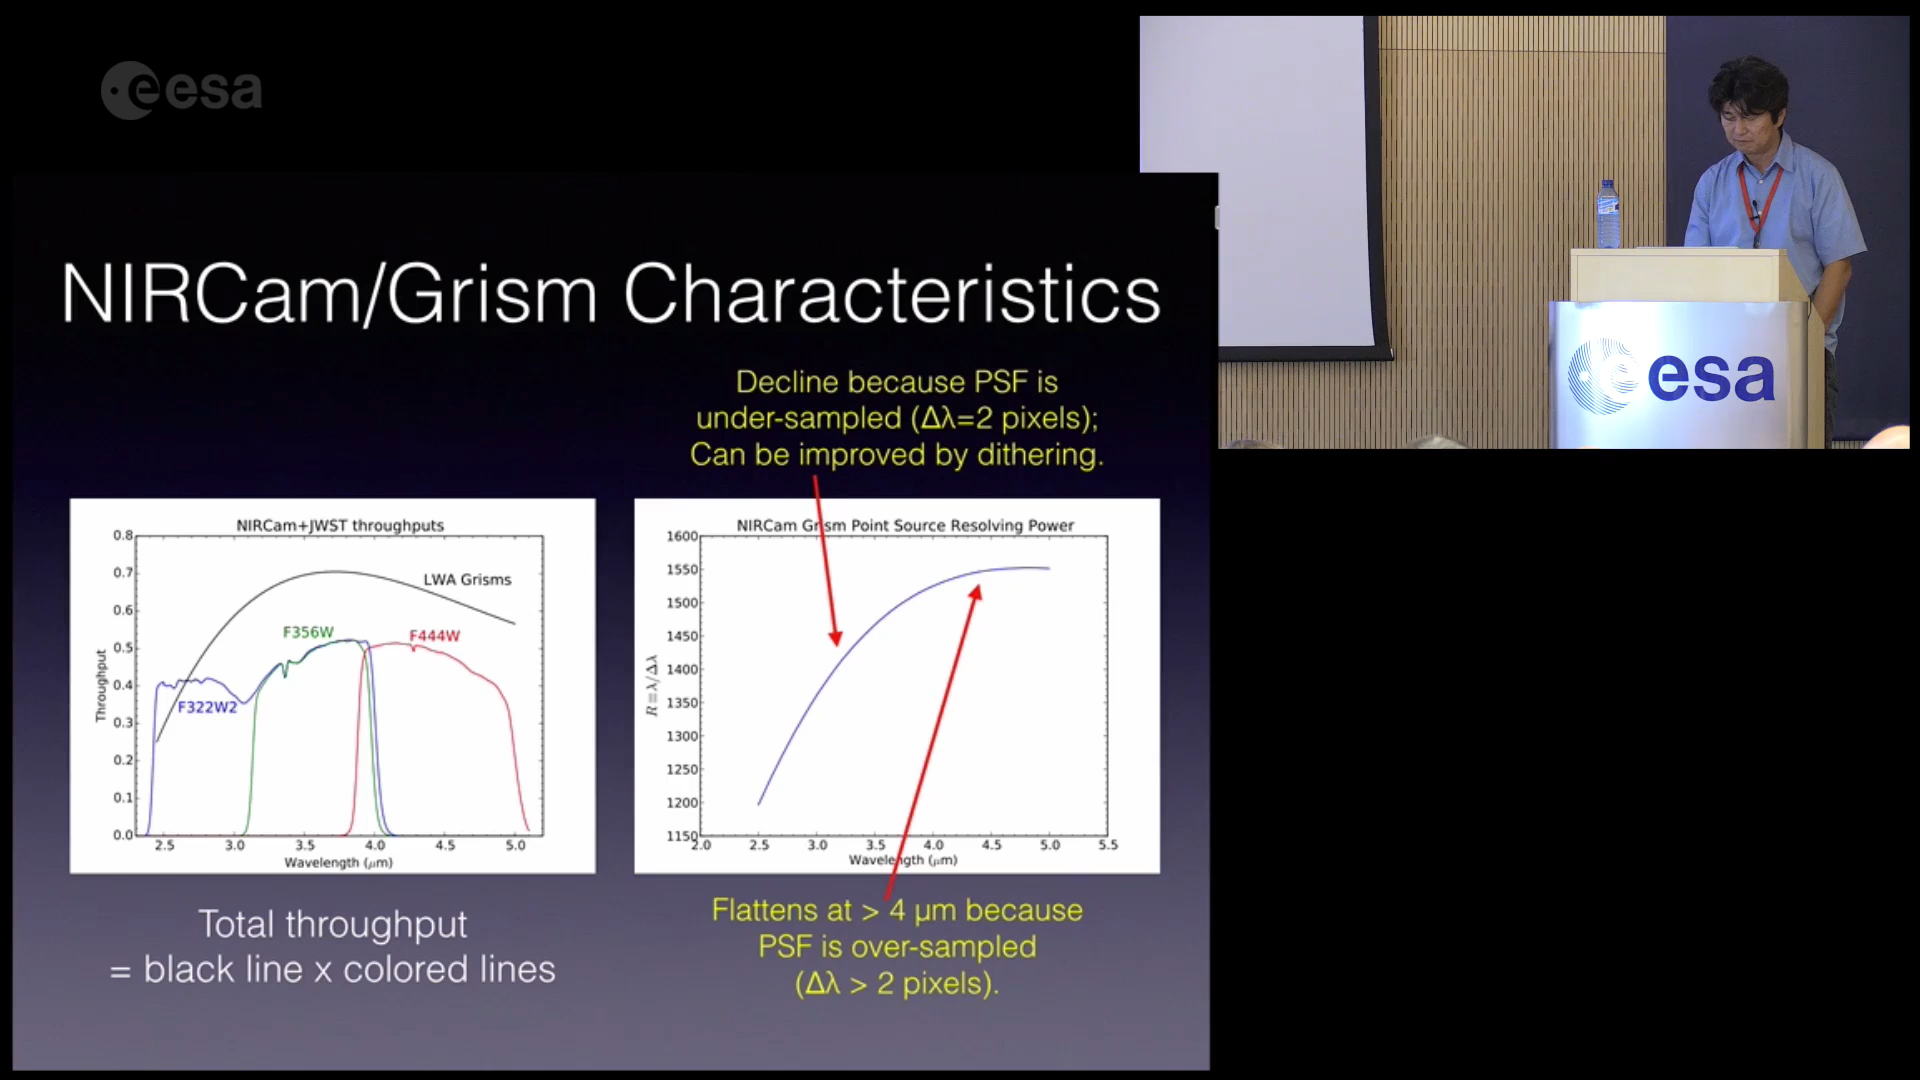 eesa
NIRCam/Grism Characteristics
Decline because PSF is
under-sampled (Δλ=2 pixels);
Can be improved by dithering.
NIRCam+JWST throughputs
0.8
0.7
0.6
0.5
0.4
0.3
0.2
0.1
0.0
Throughput
LWA Grisms
F356W
F444W
F322W2
2.5 3.0 3.5 4.0 4.5 5.0
Wavelength (μm)
NIRCam Grism Point Source Resolving Power
1600
1550
1500
1450
1400
1350
1300
1250
1200
1150
R≡λ/Δλ
2.0 2.5 3.0 3.5 4.0 4.5 5.0 5.5
Wavelength (μm)
Total throughput
= black line x colored lines
Flattens at > 4 μm because
PSF is over-sampled
(Δλ > 2 pixels).
eesa